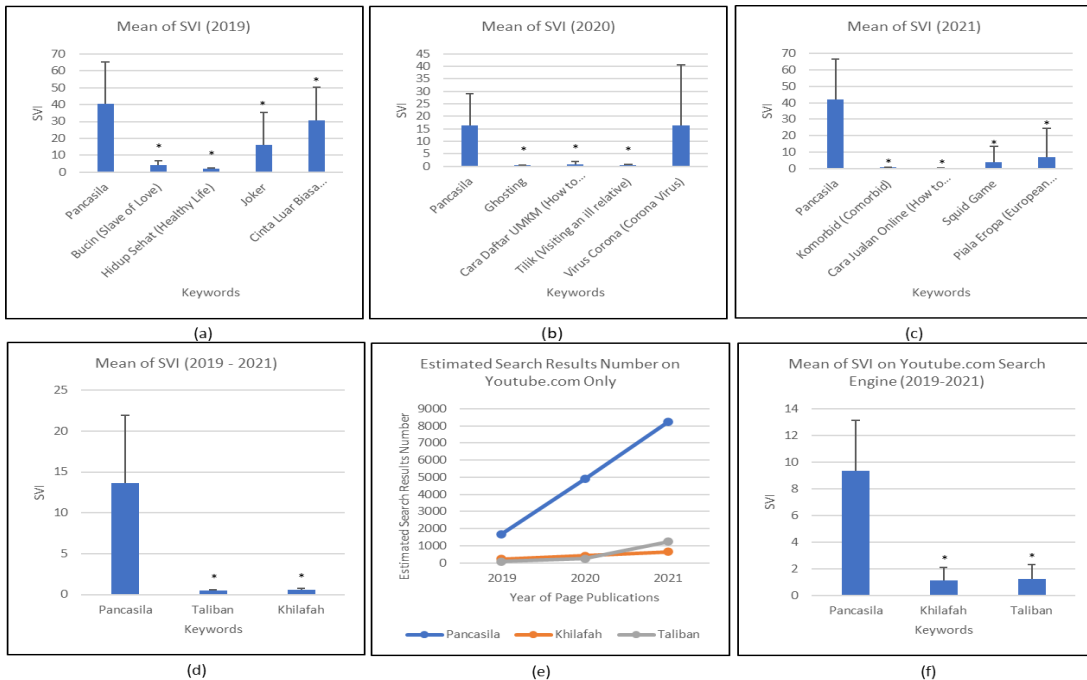 Mean of SVI (2019)
SVI
70
60
50
40
30
20
10
0
*
*
*
*
Pancasila
Bucin (Slave of Love)
Hidup Sehat (Healthy Life)
Joker
Cinta Luar Biasa...
Keywords
(a)
Mean of SVI (2020)
SVI
45
40
35
30
25
20
15
10
5
0
*
*
*
Pancasila
Ghosting
Cara Daftar UMKM (How to...
Tilik (Visiting an ill relative)
Virus Corona (Corona Virus)
Keywords
(b)
Mean of SVI (2021)
SVI
70
60
50
40
30
20
10
0
*
*
*
*
Pancasila
Komorbid (Comorbid)
Cara Jualan Online (How to...
Squid Game
Piala Eropa (European...
Keywords
(c)
Mean of SVI (2019 - 2021)
SVI
25
20
15
10
5
0
*
*
Pancasila Taliban Khilafah
Keywords
(d)
Estimated Search Results Number on
Youtube.com Only
Estimated Search Results Number
9000
8000
7000
6000
5000
4000
3000
2000
1000
0
2019 2020 2021
Year of Page Publications
Pancasila Khilafah Taliban
(e)
Mean of SVI on Youtube.com Search
Engine (2019-2021)
SVI
14
12
10
8
6
4
2
0
*
*
Pancasila Khilafah Taliban
Keywords
(f)